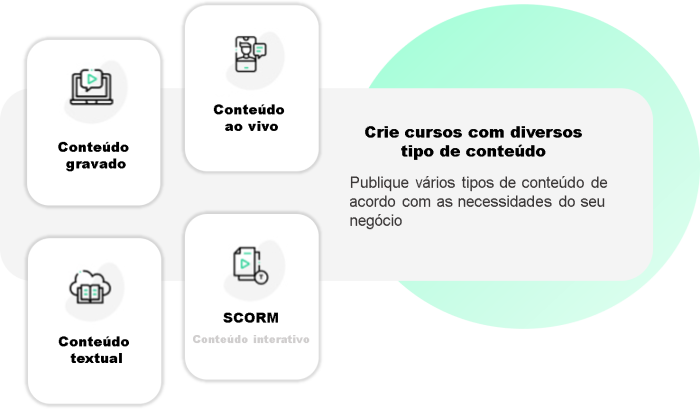 Conteúdo
gravado
Conteúdo
ao vivo
Conteúdo
textual
SCORM
Conteúdo interativo
Crie cursos com diversos
tipo de conteúdo
Publique vários tipos de conteúdo de
acordo com as necessidades do seu
negócio